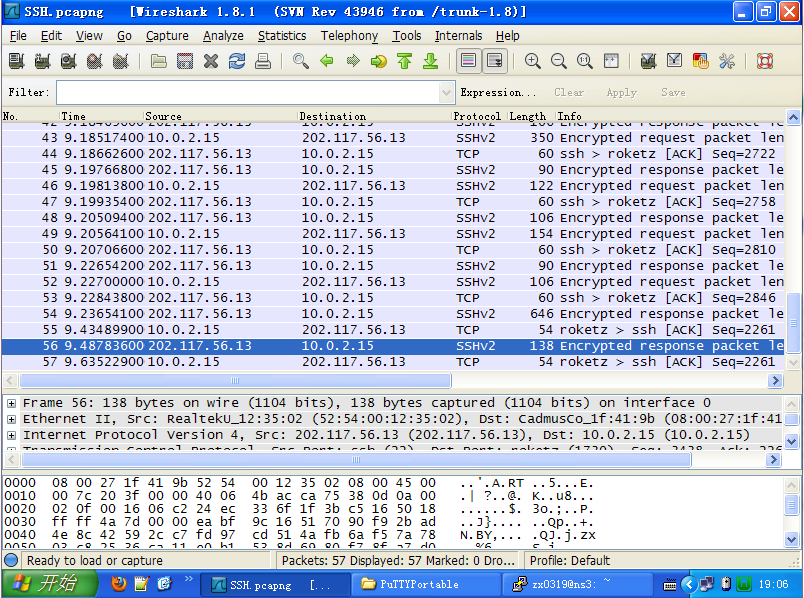 SSH.pcapng [Wireshark 1.8.1 (SVN Rev 43946 from /trunk-1.8)]
File Edit View Go Capture Analyze Statistics Telephony Tools Internals Help
Filter: Expression... Clear Apply Save
No. Time Source Destination Protocol Length Info
43 9.18517400 10.0.2.15 202.117.56.13 SSHv2 350 Encrypted request packet len
44 9.18662600 202.117.56.13 10.0.2.15 TCP 60 ssh > roketz [ACK] Seq=2722
45 9.19766800 202.117.56.13 10.0.2.15 SSHv2 90 Encrypted response packet le
46 9.19813800 10.0.2.15 202.117.56.13 SSHv2 122 Encrypted request packet len
47 9.19935400 202.117.56.13 10.0.2.15 TCP 60 ssh > roketz [ACK] Seq=2758
48 9.20509400 202.117.56.13 10.0.2.15 SSHv2 106 Encrypted response packet le
49 9.20564100 10.0.2.15 202.117.56.13 SSHv2 154 Encrypted request packet len
50 9.20706600 202.117.56.13 10.0.2.15 TCP 60 ssh > roketz [ACK] Seq=2810
51 9.22654200 202.117.56.13 10.0.2.15 SSHv2 90 Encrypted response packet le
52 9.22700000 10.0.2.15 202.117.56.13 SSHv2 106 Encrypted request packet len
53 9.22843800 202.117.56.13 10.0.2.15 TCP 60 ssh > roketz [ACK] Seq=2846
54 9.23654100 202.117.56.13 10.0.2.15 SSHv2 646 Encrypted response packet le
55 9.43489900 10.0.2.15 202.117.56.13 TCP 54 roketz > ssh [ACK] Seq=2261
56 9.48783600 202.117.56.13 10.0.2.15 SSHv2 138 Encrypted response packet le
57 9.63522900 10.0.2.15 202.117.56.13 TCP 54 roketz > ssh [ACK] Seq=2261
Frame 56: 138 bytes on wire (1104 bits), 138 bytes captured (1104 bits) on interface 0
Ethernet II, Src: RealtekU_12:35:02 (52:54:00:12:35:02), Dst: CadmusCo_1f:41:9b (08:00:27:1f:41
Internet Protocol Version 4, Src: 202.117.56.13 (202.117.56.13), Dst: 10.0.2.15 (10.0.2.15)
0000 08 00 27 1f 41 9b 52 54 00 12 35 02 08 00 45 00 ..'.A.RT ..5...E.
0010 00 7c 20 3f 00 00 40 06 4b ac ca 75 38 0d 0a 00 .| ?..@. K..u8...
0020 02 0f 00 16 06 c2 24 ec 33 6f 1f 3b c5 16 50 18 ......$. 3o.;..P.
0030 ff ff 4a 7d 00 00 ea bf 9c 16 51 70 90 f9 2b ad ..J}.... ..Qp..+.
0040 4e 8c 42 59 2c c7 fd 97 cd 51 4a fb 6a f5 7a 78 N.BY,... .QJ.j.zx
Ready to load or capture Packets: 57 Displayed: 57 Marked: 0 Dro... Profile: Default
开始 SSH.pcapng [... PuTTYPortable zx0319@ns3: ~ 19:06